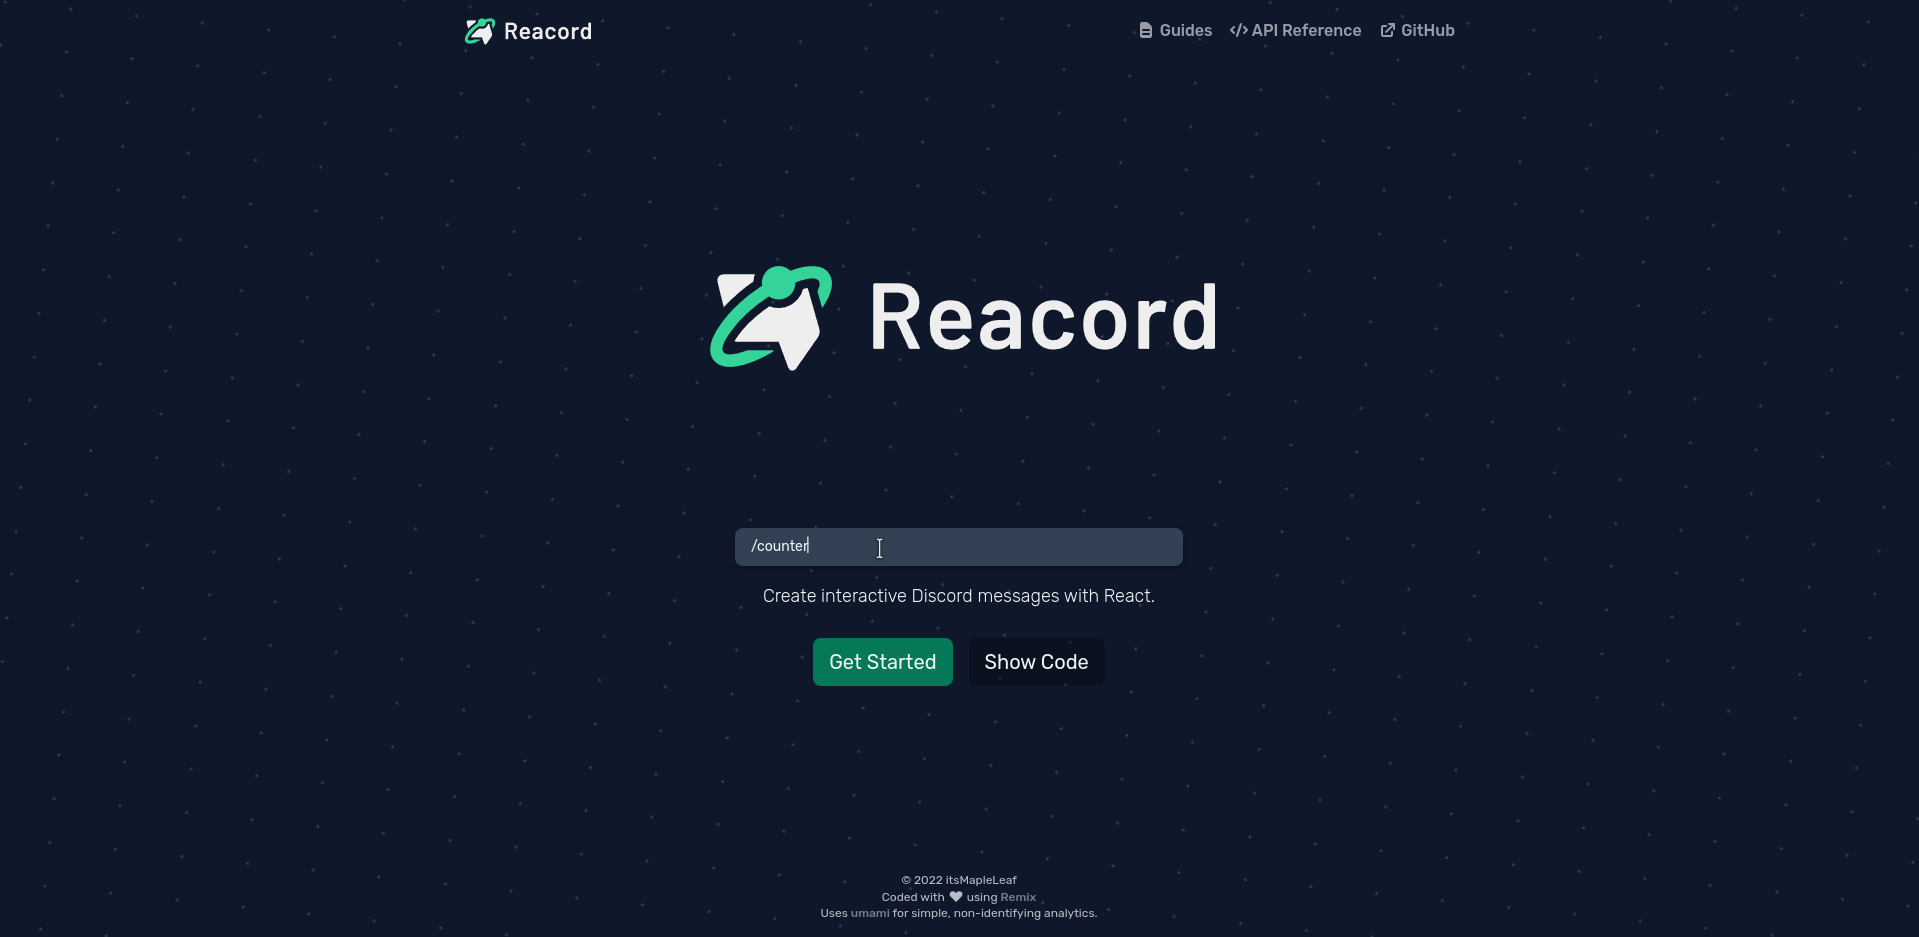 Reacord
Guides
API Reference
GitHub
Reacord
/counter
Create interactive Discord messages with React.
Get Started
Show Code
© 2022 itsMapleLeaf
Coded with ♥ using Remix
Uses umami for simple, non-identifying analytics.